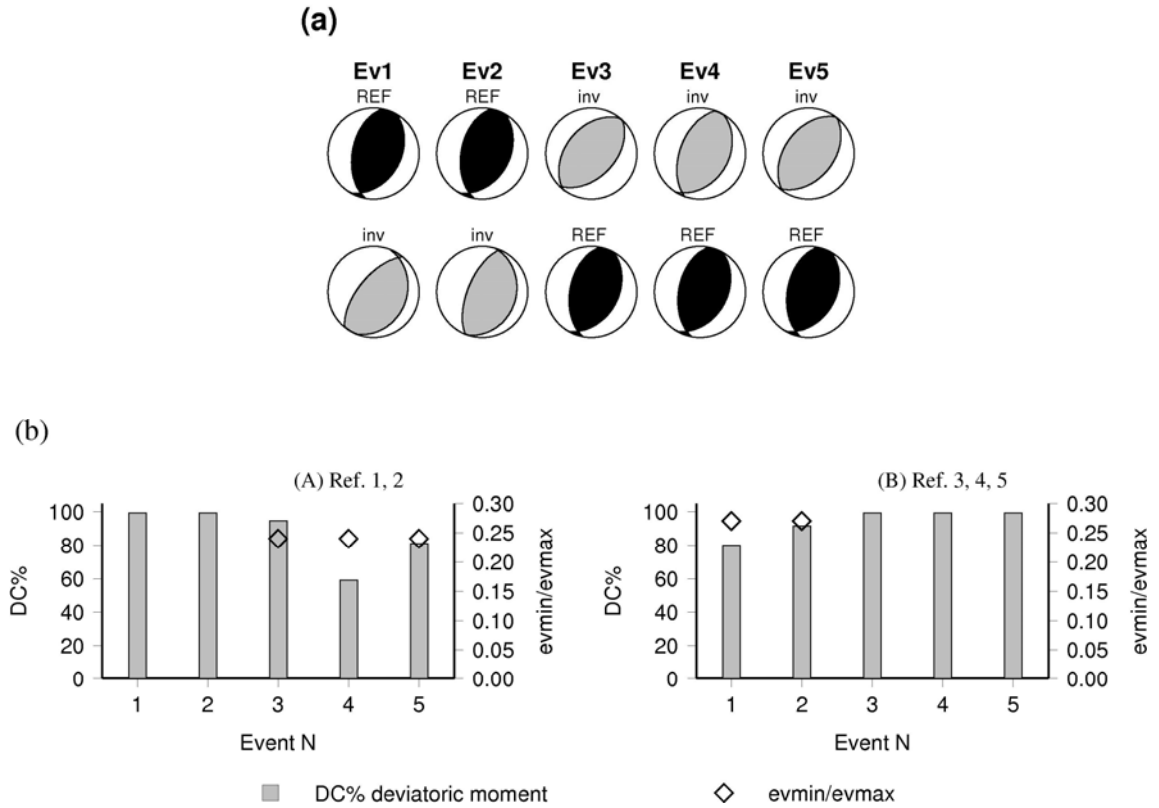 (a)
Ev1 Ev2 Ev3 Ev4 Ev5
REF REF inv inv inv
inv inv REF REF REF
(b)
(A) Ref. 1, 2
100
80
60
40
20
0
DC%
0.30
0.25
0.20
0.15
0.10
0.05
0.00
evmin/evmax
1 2 3 4 5
Event N
(B) Ref. 3, 4, 5
100
80
60
40
20
0
DC%
0.30
0.25
0.20
0.15
0.10
0.05
0.00
evmin/evmax
1 2 3 4 5
Event N
DC% deviatoric moment evmin/evmax